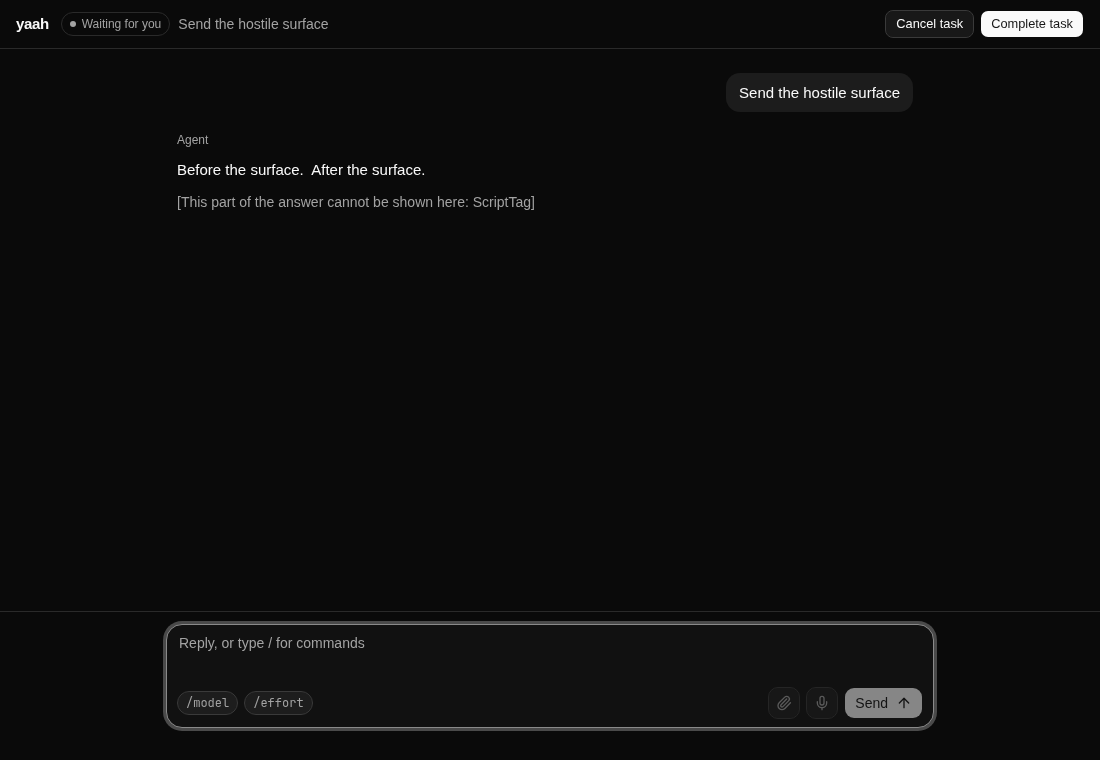 yaah
Waiting for you
Send the hostile surface
Cancel task
Complete task
Send the hostile surface
Agent
Before the surface.  After the surface.
[This part of the answer cannot be shown here: ScriptTag]
Reply, or type / for commands
/model
/effort
Send